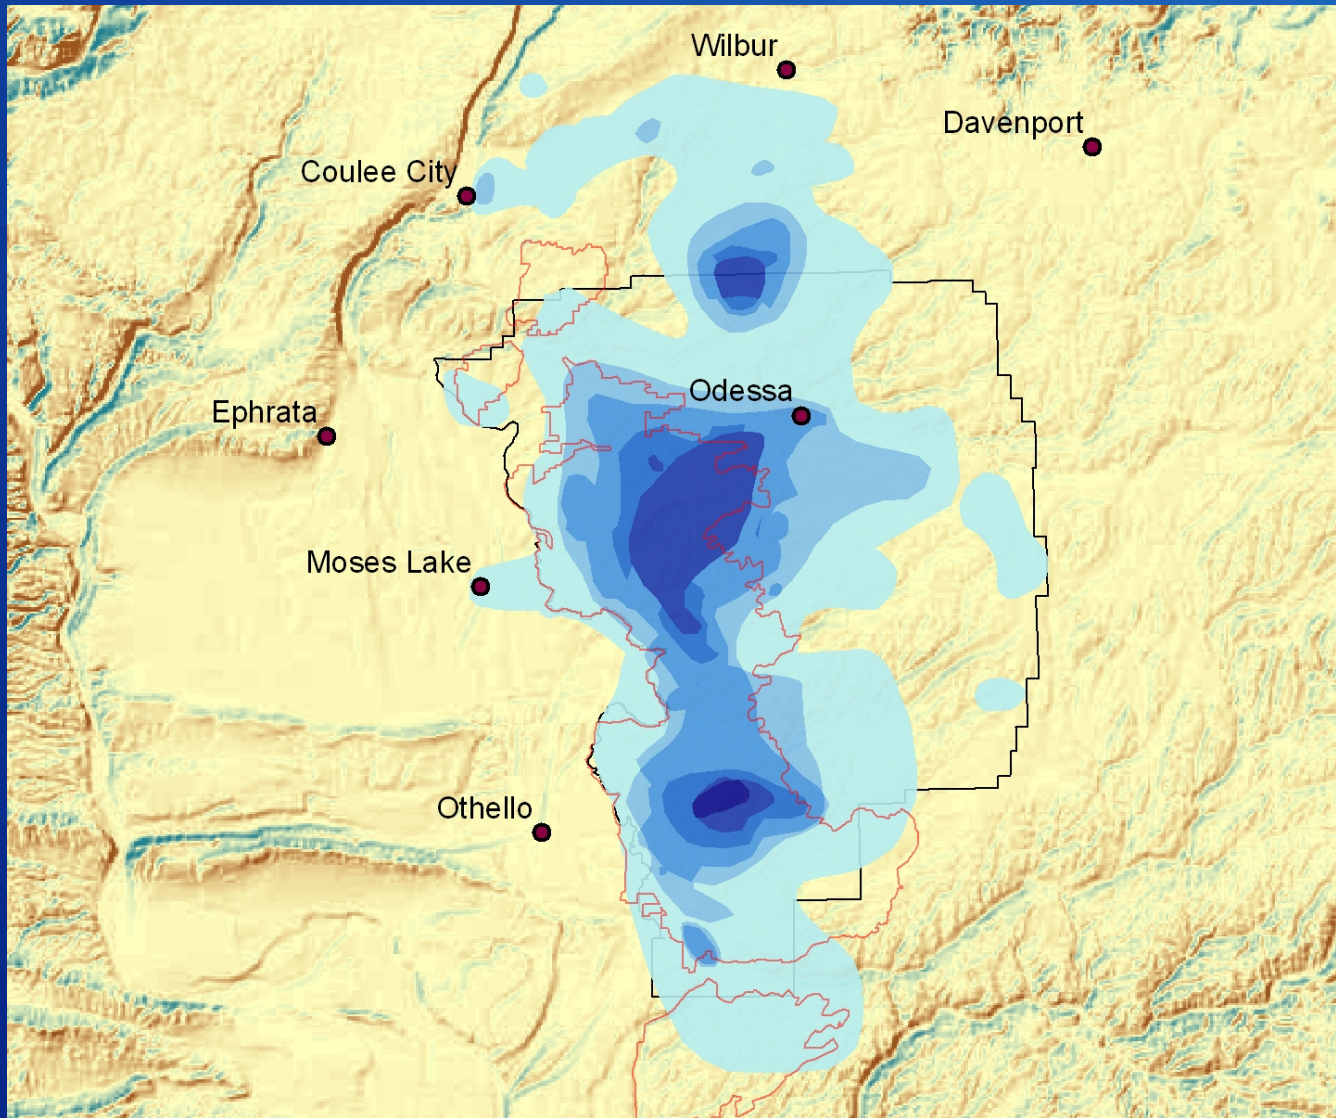 Wilbur
Davenport
Coulee City
Odessa
Ephrata
Moses Lake
Othello